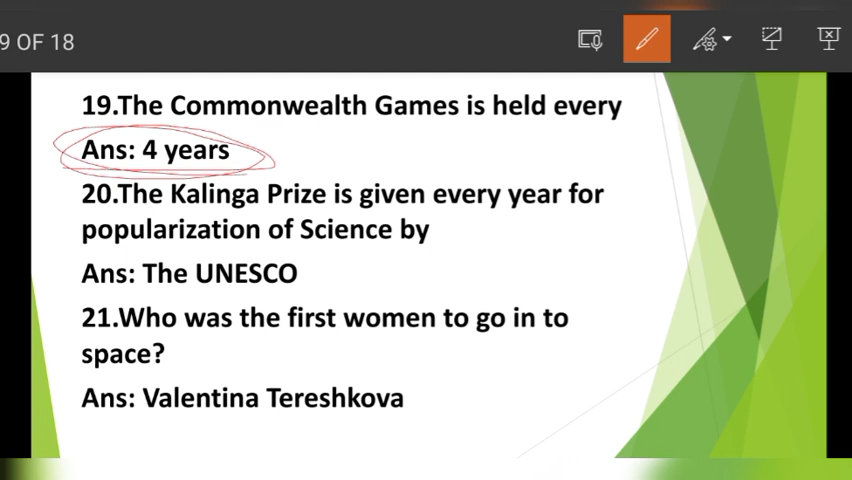 9 OF 18
19.The Commonwealth Games is held every
Ans: 4 years
20.The Kalinga Prize is given every year for
popularization of Science by
Ans: The UNESCO
21.Who was the first women to go in to
space?
Ans: Valentina Tereshkova